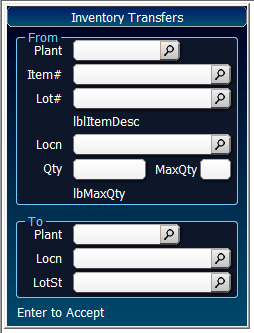 Inventory Transfers
From
Plant
Item#
Lot#
lblItemDesc
Locn
Qty MaxQty
lbMaxQty
To
Plant
Locn
LotSt
Enter to Accept